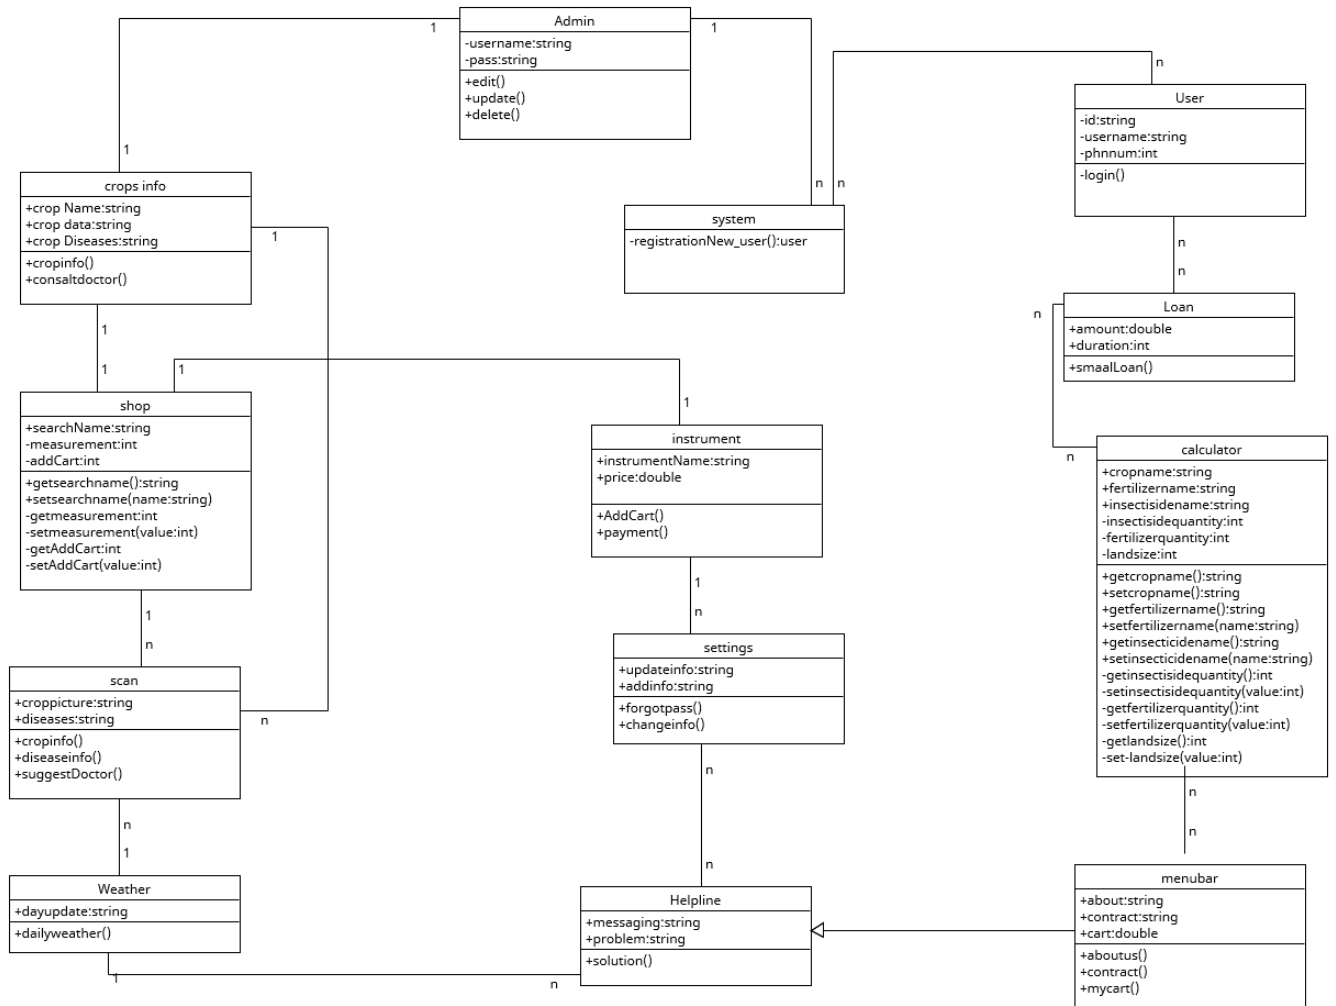 Admin
-username:string
-pass:string
+edit()
+update()
+delete()
1
1
1
n
n
n
User
-id:string
-username:string
-phnnum:int
-login()
crops info
+crop Name:string
+crop data:string
+crop Diseases:string
+cropinfo()
+consaltdoctor()
1
system
-registrationNew_user():user
n
n
Loan
+amount:double
+duration:int
+smaalLoan()
n
n
1
1
1
1
shop
+searchName:string
-measurement:int
-addCart:int
+getsearchname():string
+setsearchname(name:string)
-getmeasurement:int
-setmeasurement(value:int)
-getAddCart:int
-setAddCart(value:int)
instrument
+instrumentName:string
+price:double
+AddCart()
+payment()
calculator
+cropname:string
+fertilizername:string
+insectisidename:string
-insectisidequantity:int
-fertilizerquantity:int
-landsize:int
+getcropname():string
+setcropname():string
+getfertilizername():string
+setfertilizername(name:string)
+getinsecticidename():string
+setinsecticidename(name:string)
-getinsectisidequantity():int
-setinsectisidequantity(value:int)
-getfertilizerquantity():int
-setfertilizerquantity(value:int)
-getlandsize():int
-set-landsize(value:int)
1
n
1
n
scan
+croppicture:string
+diseases:string
+cropinfo()
+diseaseinfo()
+suggestDoctor()
n
settings
+updateinfo:string
+addinfo:string
+forgotpass()
+changeinfo()
n
n
n
n
n
1
Weather
+dayupdate:string
+dailyweather()
1
n
Helpline
+messaging:string
+problem:string
+solution()
menubar
+about:string
+contract:string
+cart:double
+aboutus()
+contract()
+mycart()